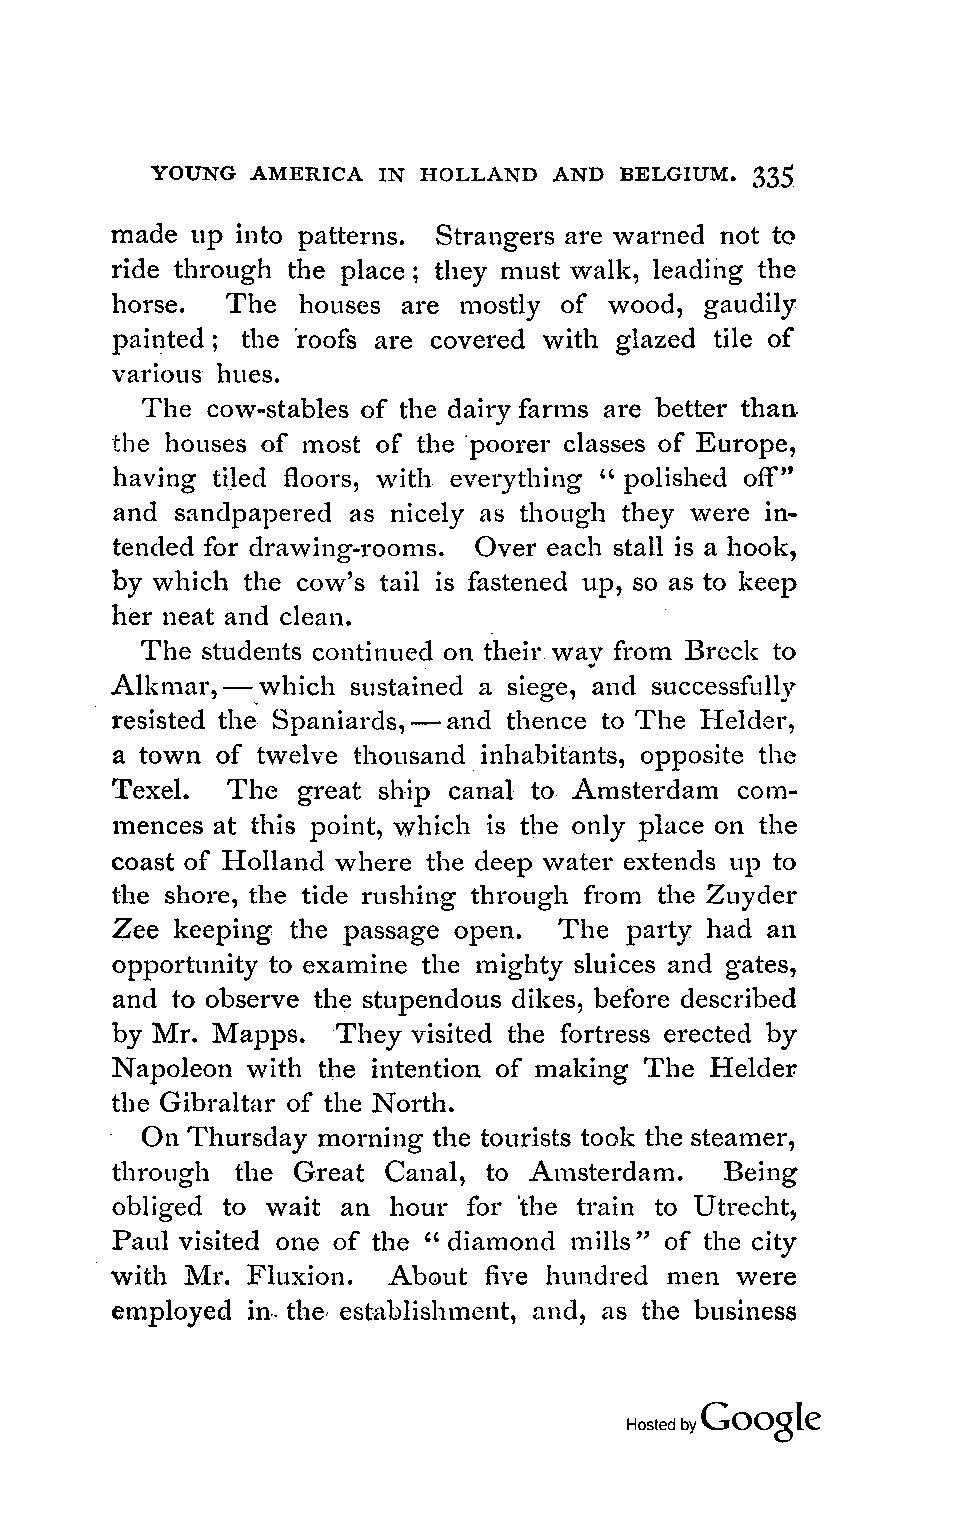 YOUNG AMERICA IN HOLLAND AND BELGIUM. 335
made up into patterns. Strangers are warned not to
ride through the place; they must walk, leading the
horse. The houses are mostly of wood, gaudily
painted; the roofs are covered with glazed tile of
various hues.
The cow-stables of the dairy farms are better than
the houses of most of the poorer classes of Europe,
having tiled floors, with everything “polished off”
and sandpapered as nicely as though they were in-
tended for drawing-rooms. Over each stall is a hook,
by which the cow’s tail is fastened up, so as to keep
her neat and clean.
The students continued on their way from Breck to
Alkmar,—which sustained a siege, and successfully
resisted the Spaniards,—and thence to The Helder,
a town of twelve thousand inhabitants, opposite the
Texel. The great ship canal to Amsterdam com-
mences at this point, which is the only place on the
coast of Holland where the deep water extends up to
the shore, the tide rushing through from the Zuyder
Zee keeping the passage open. The party had an
opportunity to examine the mighty sluices and gates,
and to observe the stupendous dikes, before described
by Mr. Mapps. They visited the fortress erected by
Napoleon with the intention of making The Helder
the Gibraltar of the North.
On Thursday morning the tourists took the steamer,
through the Great Canal, to Amsterdam. Being
obliged to wait an hour for the train to Utrecht,
Paul visited one of the “diamond mills” of the city
with Mr. Fluxion. About five hundred men were
employed in the establishment, and, as the business
Hosted by Google